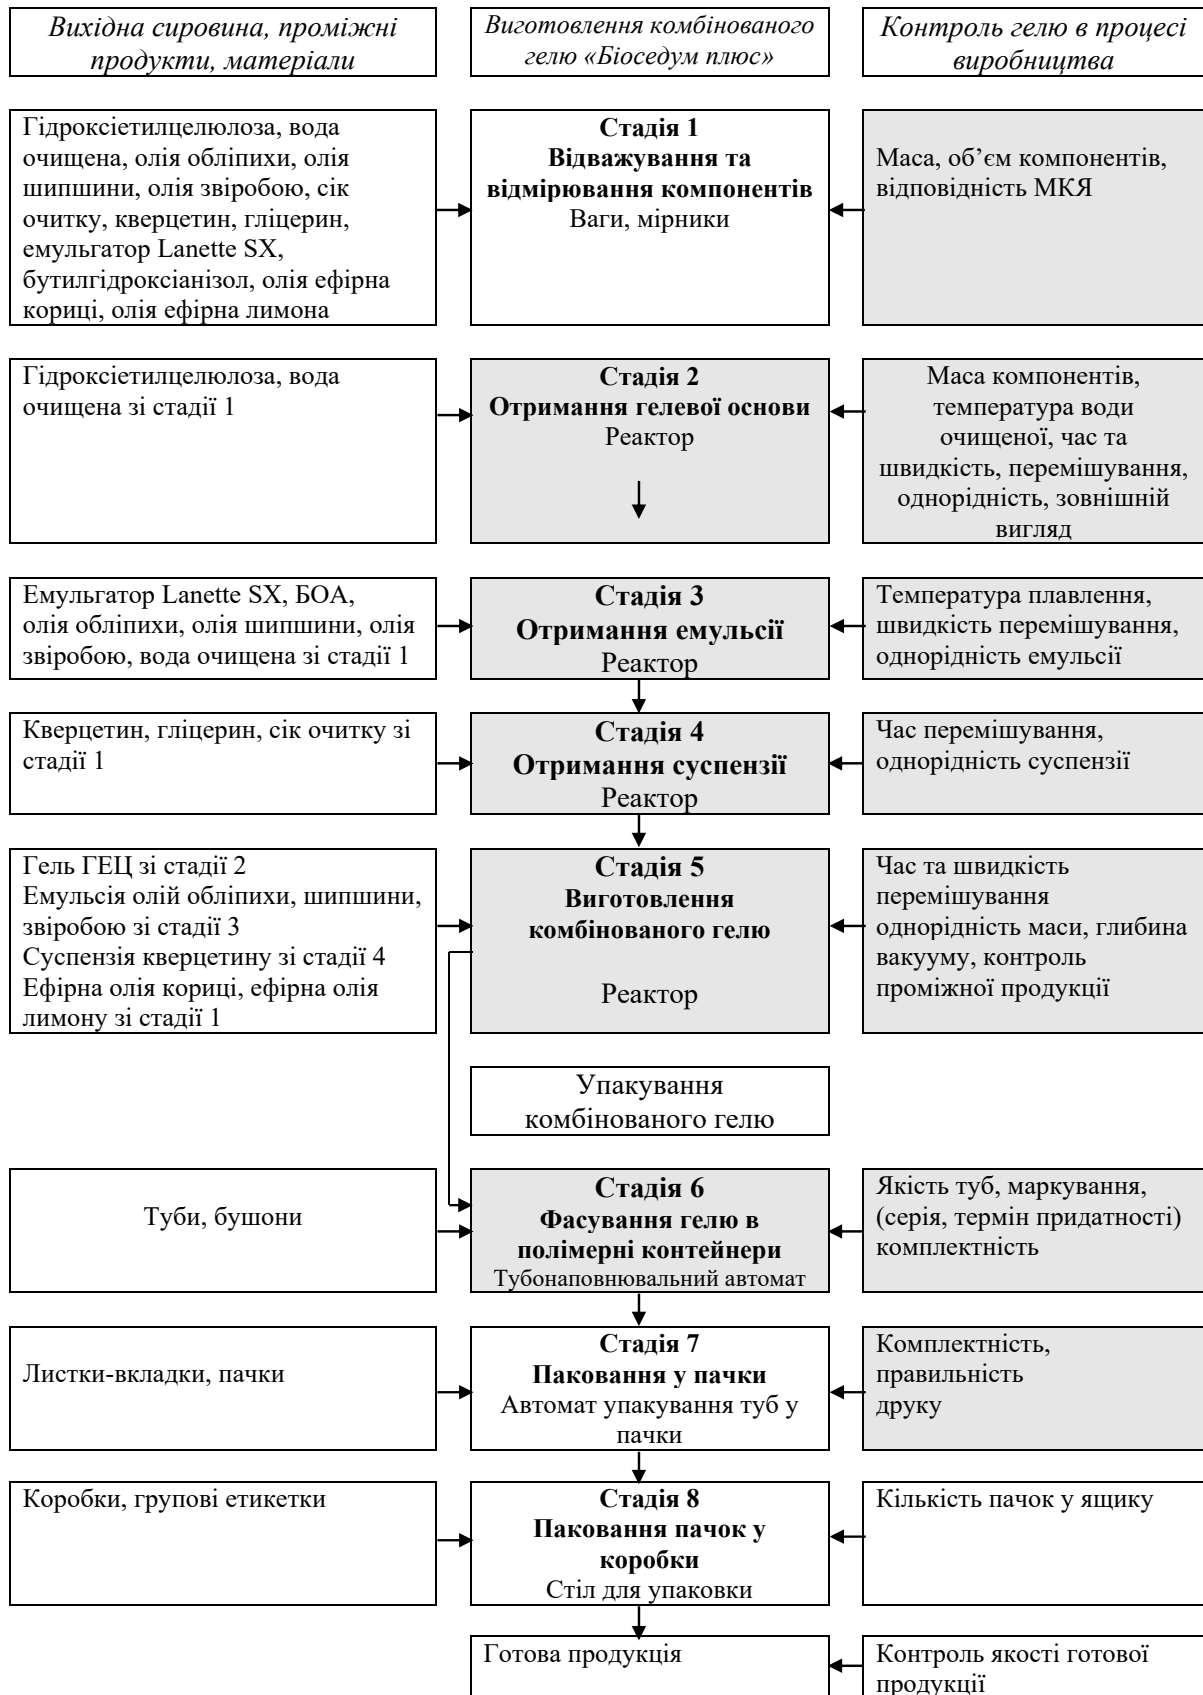 Вихідна сировина, проміжні
продукти, матеріали
Виготовлення комбінованого
гелю «Біоседум плюс»
Контроль гелю в процесі
виробництва
Гідроксіетилцелюлоза, вода
очищена, олія обліпихи, олія
шипшини, олія звіробою, сік
очитку, кверцетин, гліцерин,
емульгатор Lanette SX,
бутилгідроксіанізол, олія ефірна
кориці, олія ефірна лимона
Стадія 1
Відважування та
відмірювання компонентів
Ваги, мірники
Маса, об’єм компонентів,
відповідність МКЯ
Гідроксіетилцелюлоза, вода
очищена зі стадії 1
Стадія 2
Отримання гелевої основи
Реактор
Маса компонентів,
температура води
очищеної, час та
швидкість, перемішування,
однорідність, зовнішній
вигляд
Емульгатор Lanette SX, БОА,
олія обліпихи, олія шипшини, олія
звіробою, вода очищена зі стадії 1
Стадія 3
Отримання емульсії
Реактор
Температура плавлення,
швидкість перемішування,
однорідність емульсії
Кверцетин, гліцерин, сік очитку зі
стадії 1
Стадія 4
Отримання суспензії
Реактор
Час перемішування,
однорідність суспензії
Гель ГЕЦ зі стадії 2
Емульсія олій обліпихи, шипшини,
звіробою зі стадії 3
Суспензія кверцетину зі стадії 4
Ефірна олія кориці, ефірна олія
лимону зі стадії 1
Стадія 5
Виготовлення
комбінованого гелю
Реактор
Час та швидкість
перемішування
однорідність маси, глибина
вакууму, контроль
проміжної продукції
Упакування
комбінованого гелю
Туби, бушони
Стадія 6
Фасування гелю в
полімерні контейнери
Тубонаповнювальний автомат
Якість туб, маркування,
(серія, термін придатності)
комплектність
Листки-вкладки, пачки
Стадія 7
Паковання у пачки
Автомат упакування туб у
пачки
Комплектність,
правильність
друку
Коробки, групові етикетки
Стадія 8
Паковання пачок у
коробки
Стіл для упаковки
Кількість пачок у ящику
Готова продукція
Контроль якості готової
продукції